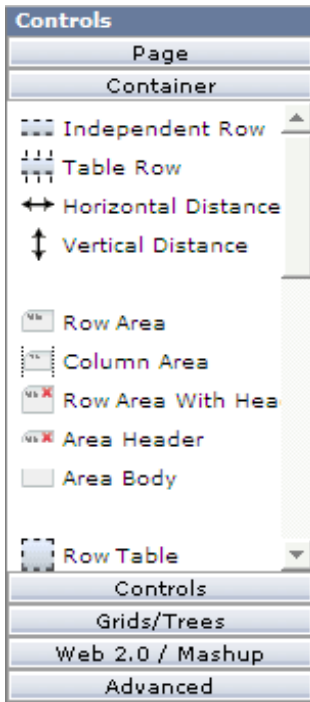 Controls
Page
Container
Independent Row
Table Row
Horizontal Distance
Vertical Distance
Row Area
Column Area
Row Area With Hea
Area Header
Area Body
Row Table
Controls
Grids/Trees
Web 2.0 / Mashup
Advanced